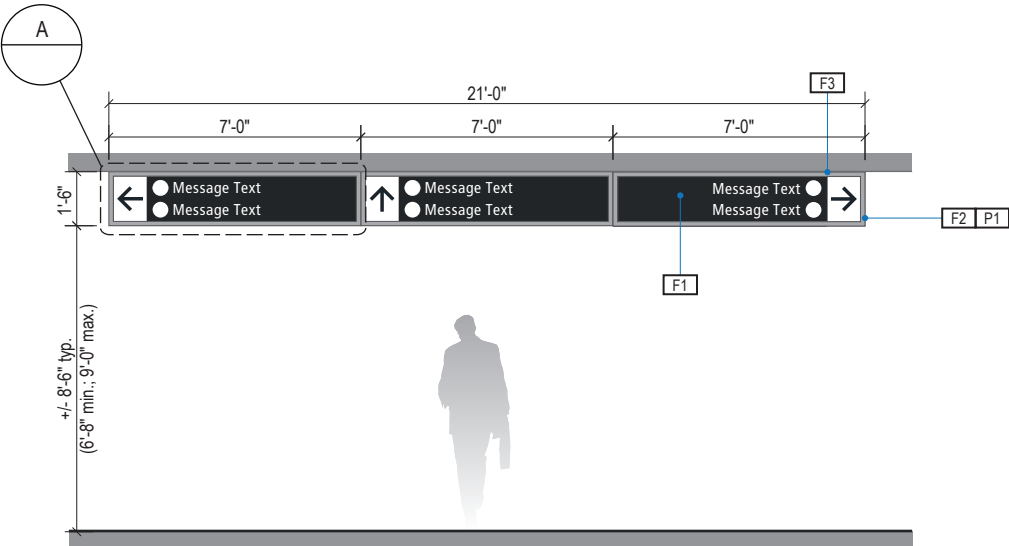 A
21'-0"
F3
7'-0"
7'-0"
7'-0"
1'-6"
Message Text
Message Text
Message Text
Message Text
Message Text
Message Text
F2
P1
F1
+/- 8'-6" typ.
(6'-8" min.; 9'-0" max.)